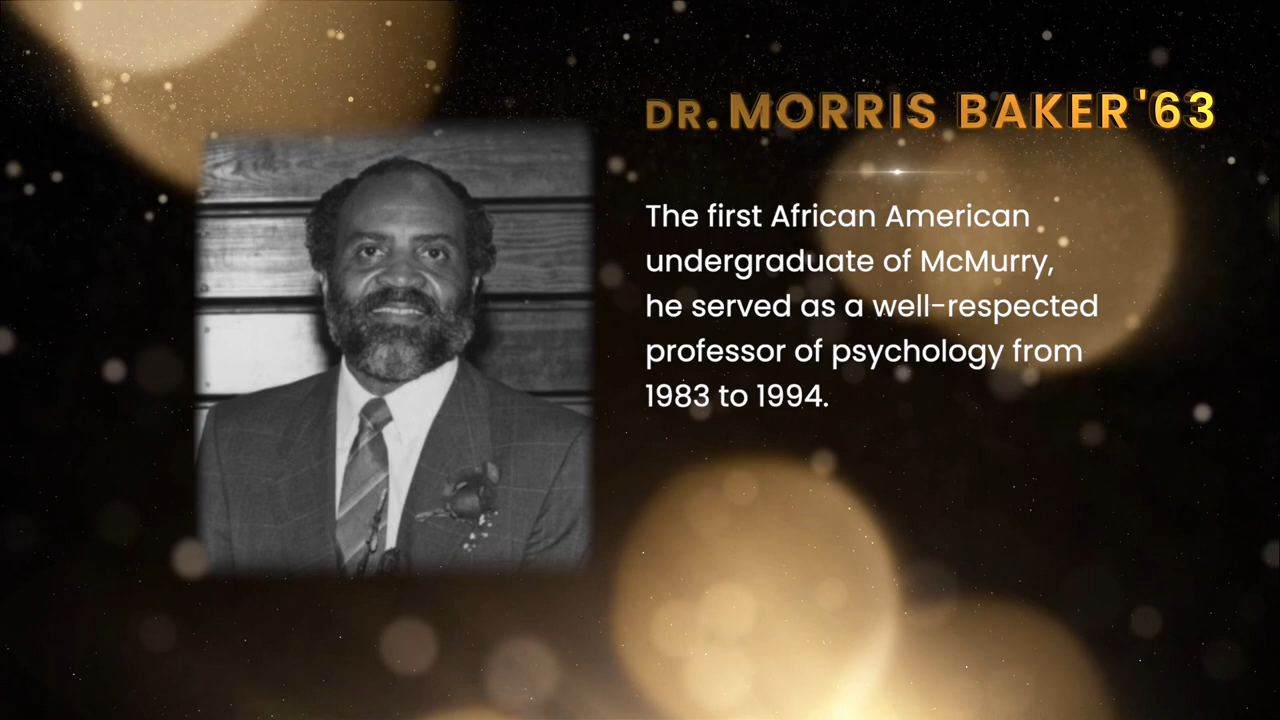 DR. MORRIS BAKER '63
The first African American
undergraduate of McMurry,
he served as a well-respected
professor of psychology from
1983 to 1994.